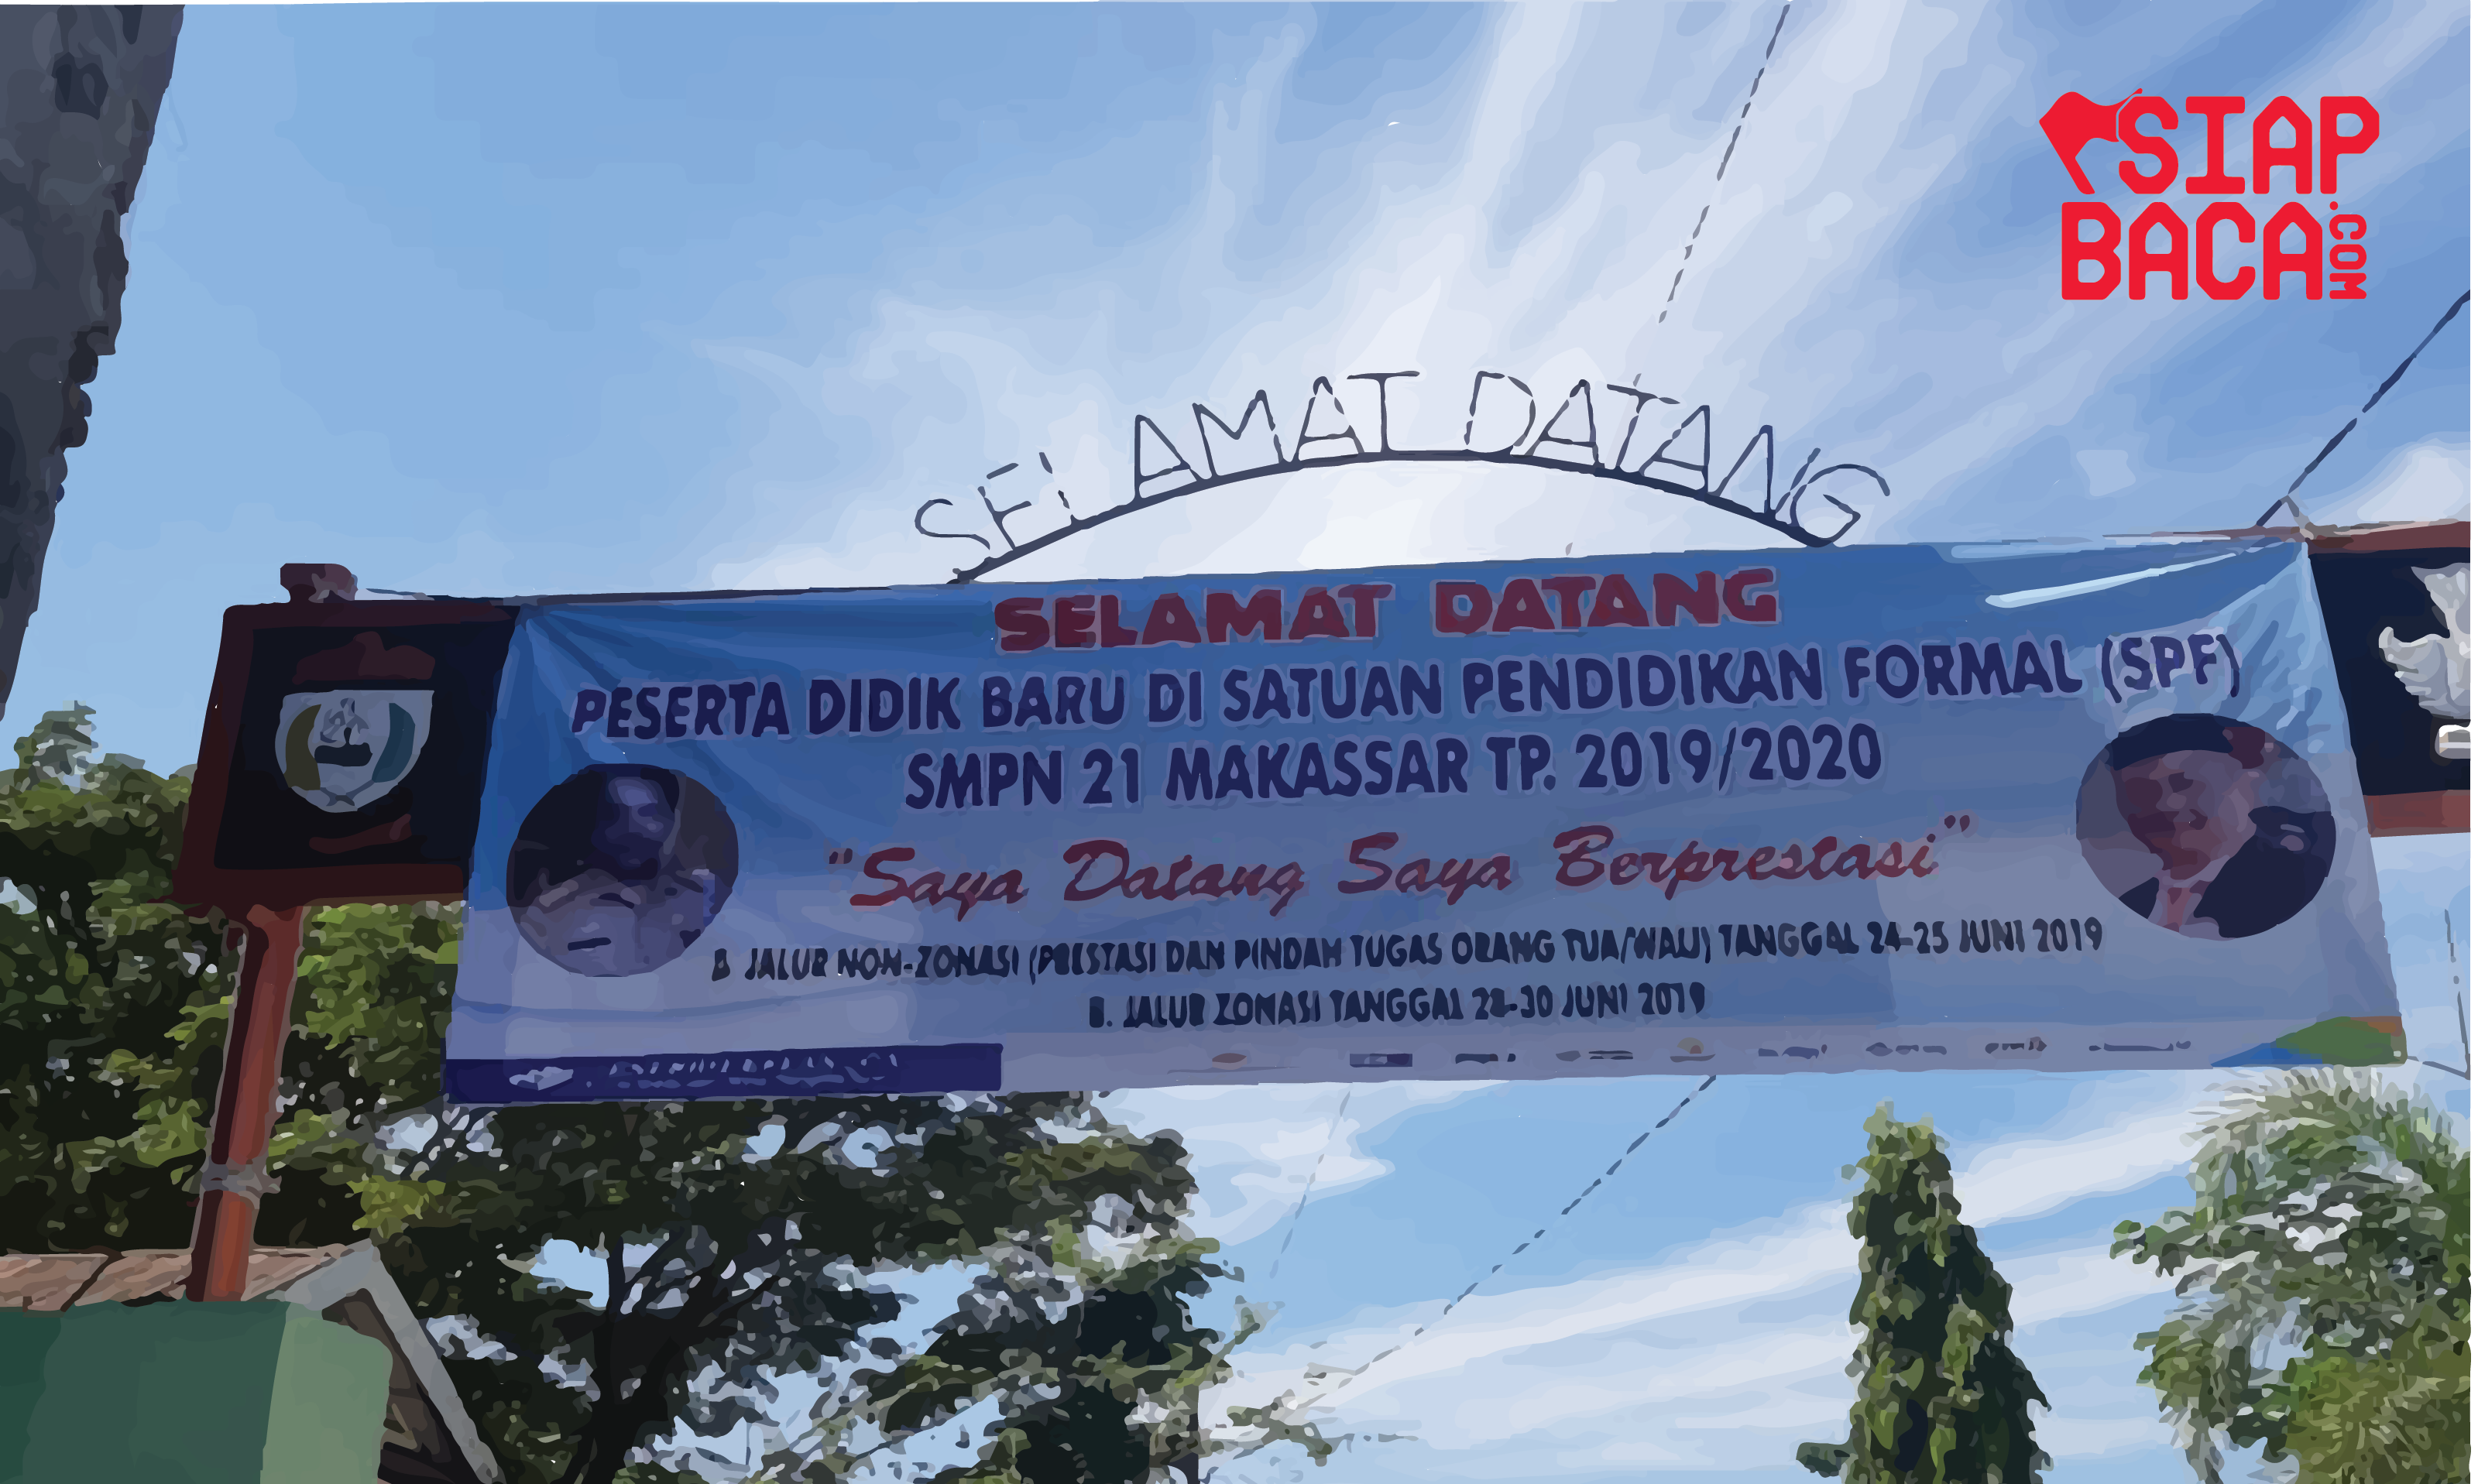 SIAP
BACA.COM
SELAMAT DATANG
SELAMAT DATANG
PESERTA DIDIK BARU DI SATUAN PENDIDIKAN FORMAL (SPF)
SMPN 21 MAKASSAR TP. 2019/2020
"Saya Datang Saya Berprestasi"
JALUR NON-ZONASI (PRESTASI DAN PINDAH TUGAS ORANG TUA/WALI) TANGGAL 24-25 JUNI 2019
B. JALUR ZONASI TANGGAL 28-30 JUNI 2019